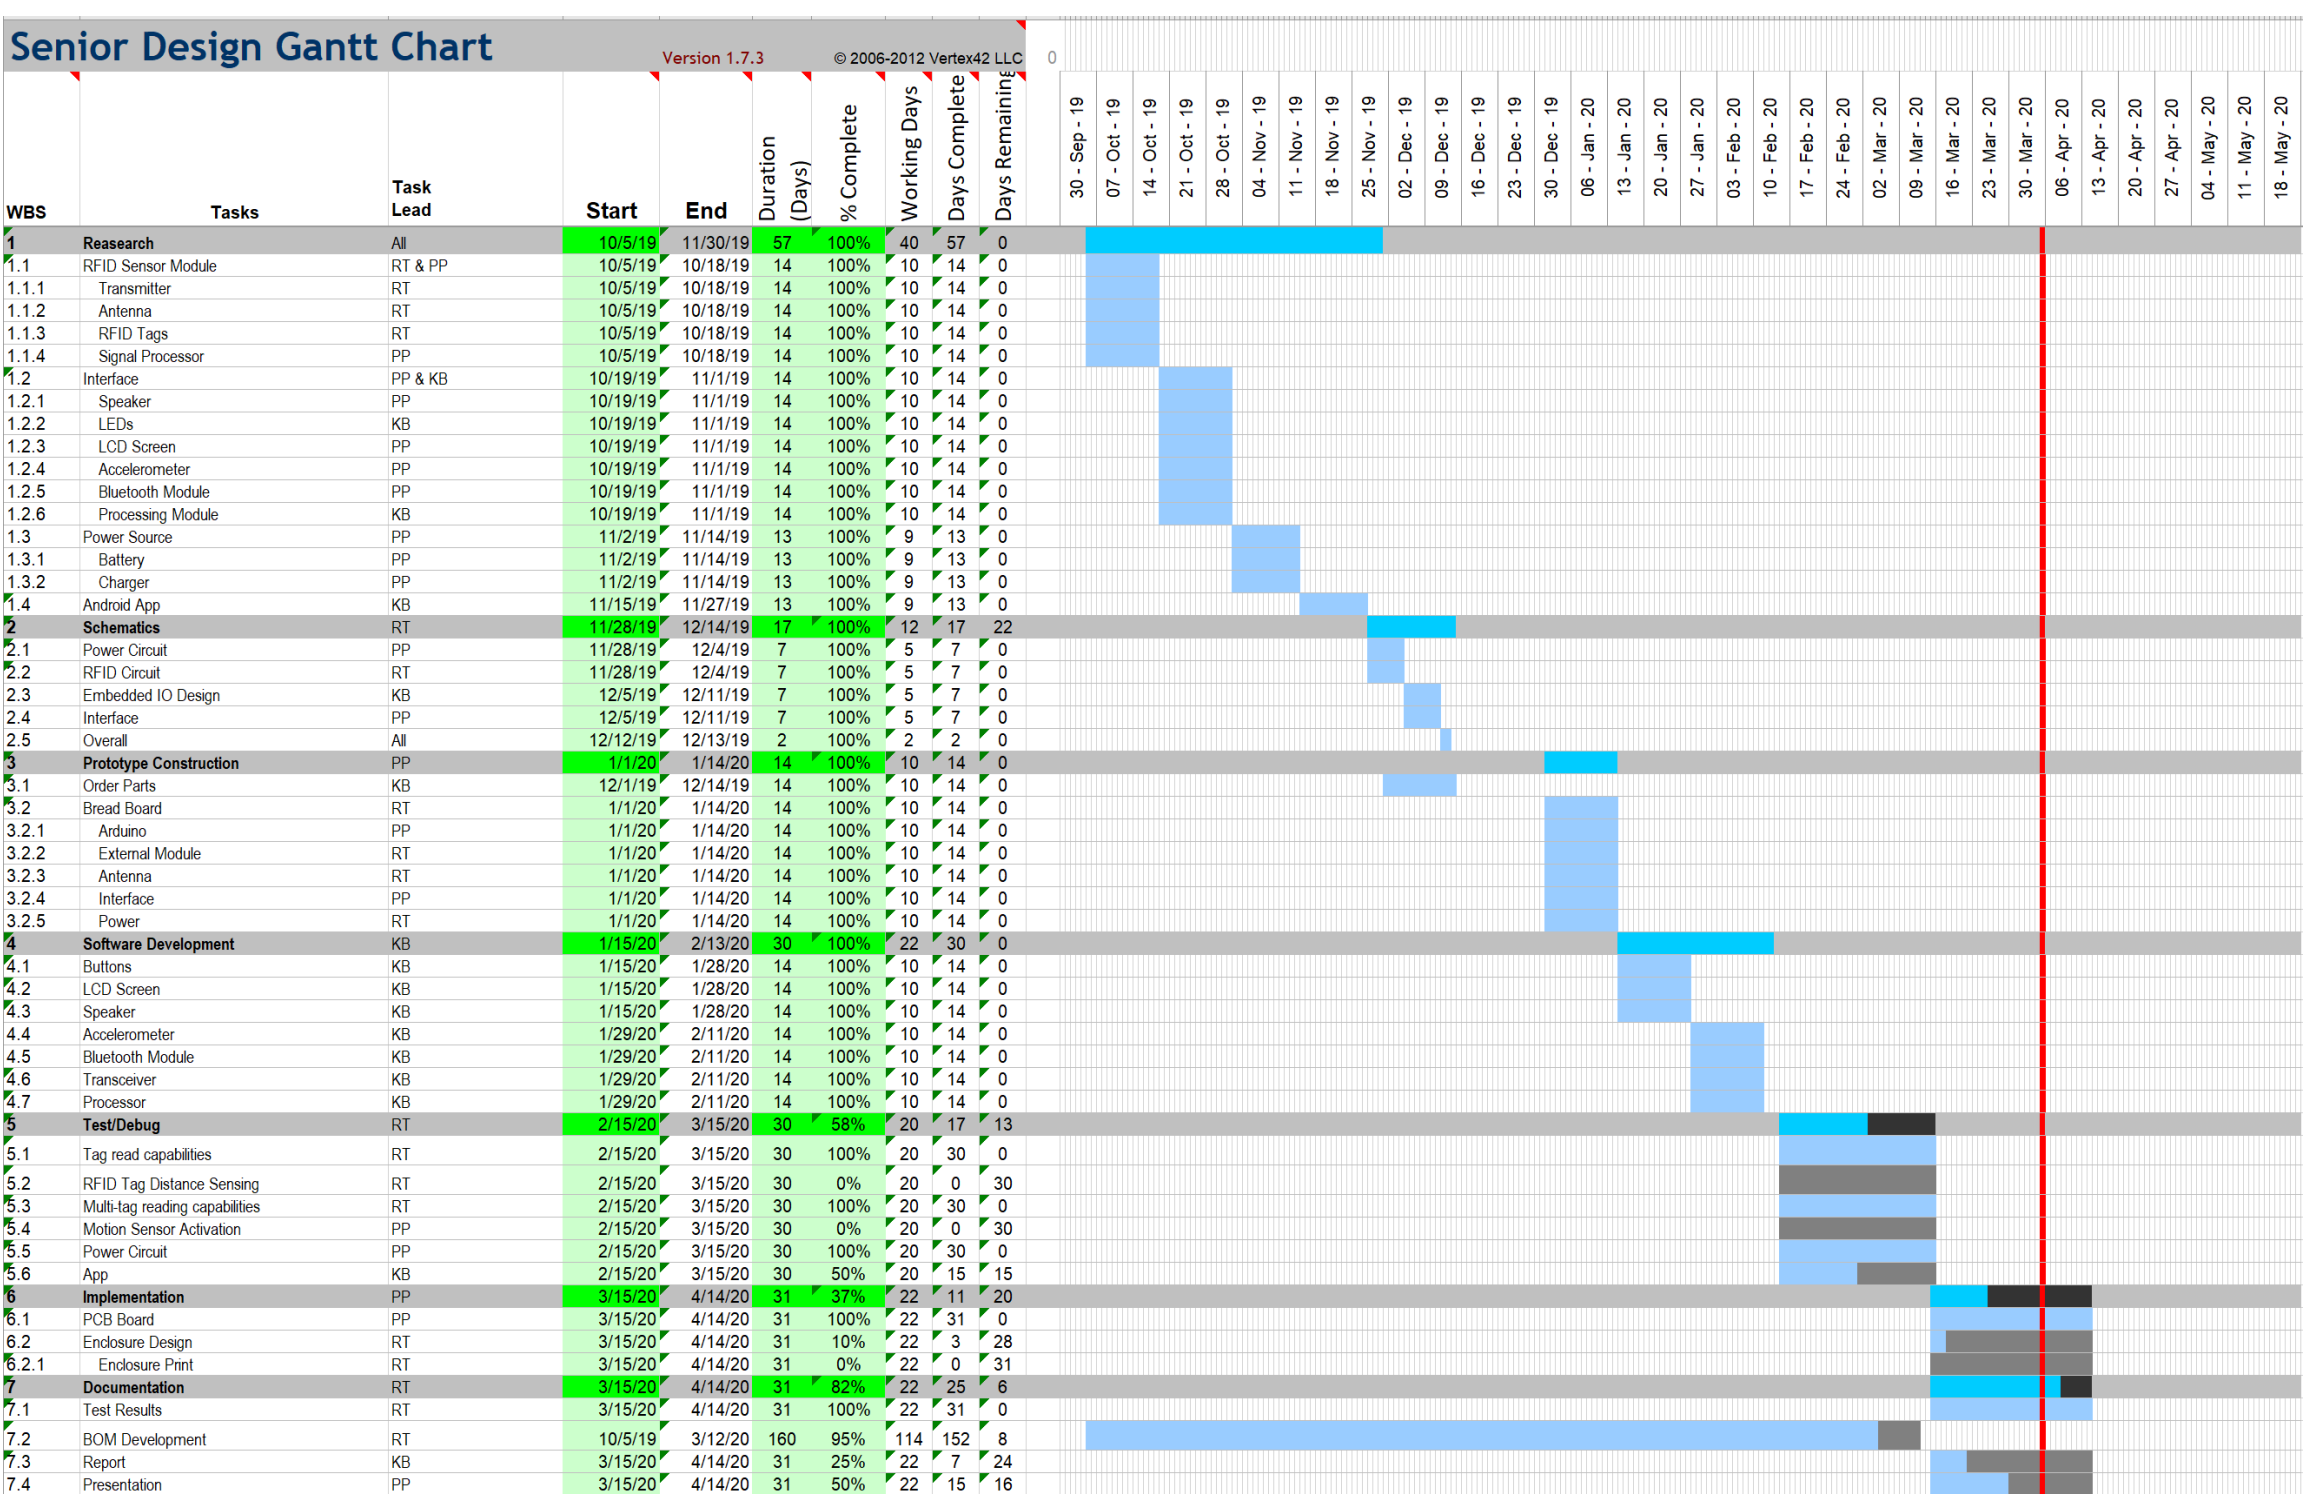 Senior Design Gantt Chart
Version 1.7.3 © 2006-2012 Vertex42 LLC 0
WBS Tasks Task Lead Start End Duration (Days) % Complete Working Days Days Complete Days Remaining 30 - Sep - 19 07 - Oct - 19 14 - Oct - 19 21 - Oct - 19 28 - Oct - 19 04 - Nov - 19 11 - Nov - 19 18 - Nov - 19 25 - Nov - 19 02 - Dec - 19 09 - Dec - 19 16 - Dec - 19 23 - Dec - 19 30 - Dec - 19 06 - Jan - 20 13 - Jan - 20 20 - Jan - 20 27 - Jan - 20 03 - Feb - 20 10 - Feb - 20 17 - Feb - 20 24 - Feb - 20 02 - Mar - 20 09 - Mar - 20 16 - Mar - 20 23 - Mar - 20 30 - Mar - 20 06 - Apr - 20 13 - Apr - 20 20 - Apr - 20 27 - Apr - 20 04 - May - 20 11 - May - 20 18 - May - 20
1 Reasearch All 10/5/19 11/30/19 57 100% 40 57 0
1.1 RFID Sensor Module RT & PP 10/5/19 10/18/19 14 100% 10 14 0
1.1.1 Transmitter RT 10/5/19 10/18/19 14 100% 10 14 0
1.1.2 Antenna RT 10/5/19 10/18/19 14 100% 10 14 0
1.1.3 RFID Tags RT 10/5/19 10/18/19 14 100% 10 14 0
1.1.4 Signal Processor PP 10/5/19 10/18/19 14 100% 10 14 0
1.2 Interface PP & KB 10/19/19 11/1/19 14 100% 10 14 0
1.2.1 Speaker PP 10/19/19 11/1/19 14 100% 10 14 0
1.2.2 LEDs KB 10/19/19 11/1/19 14 100% 10 14 0
1.2.3 LCD Screen PP 10/19/19 11/1/19 14 100% 10 14 0
1.2.4 Accelerometer PP 10/19/19 11/1/19 14 100% 10 14 0
1.2.5 Bluetooth Module PP 10/19/19 11/1/19 14 100% 10 14 0
1.2.6 Processing Module KB 10/19/19 11/1/19 14 100% 10 14 0
1.3 Power Source PP 11/2/19 11/14/19 13 100% 9 13 0
1.3.1 Battery PP 11/2/19 11/14/19 13 100% 9 13 0
1.3.2 Charger PP 11/2/19 11/14/19 13 100% 9 13 0
1.4 Android App KB 11/15/19 11/27/19 13 100% 9 13 0
2 Schematics RT 11/28/19 12/14/19 17 100% 12 17 22
2.1 Power Circuit PP 11/28/19 12/4/19 7 100% 5 7 0
2.2 RFID Circuit RT 11/28/19 12/4/19 7 100% 5 7 0
2.3 Embedded IO Design KB 12/5/19 12/11/19 7 100% 5 7 0
2.4 Interface PP 12/5/19 12/11/19 7 100% 5 7 0
2.5 Overall All 12/12/19 12/13/19 2 100% 2 2 0
3 Prototype Construction PP 1/1/20 1/14/20 14 100% 10 14 0
3.1 Order Parts KB 12/1/19 12/14/19 14 100% 10 14 0
3.2 Bread Board RT 1/1/20 1/14/20 14 100% 10 14 0
3.2.1 Arduino PP 1/1/20 1/14/20 14 100% 10 14 0
3.2.2 External Module RT 1/1/20 1/14/20 14 100% 10 14 0
3.2.3 Antenna RT 1/1/20 1/14/20 14 100% 10 14 0
3.2.4 Interface PP 1/1/20 1/14/20 14 100% 10 14 0
3.2.5 Power RT 1/1/20 1/14/20 14 100% 10 14 0
4 Software Development KB 1/15/20 2/13/20 30 100% 22 30 0
4.1 Buttons KB 1/15/20 1/28/20 14 100% 10 14 0
4.2 LCD Screen KB 1/15/20 1/28/20 14 100% 10 14 0
4.3 Speaker KB 1/15/20 1/28/20 14 100% 10 14 0
4.4 Accelerometer KB 1/29/20 2/11/20 14 100% 10 14 0
4.5 Bluetooth Module KB 1/29/20 2/11/20 14 100% 10 14 0
4.6 Transceiver KB 1/29/20 2/11/20 14 100% 10 14 0
4.7 Processor KB 1/29/20 2/11/20 14 100% 10 14 0
5 Test/Debug RT 2/15/20 3/15/20 30 58% 20 17 13
5.1 Tag read capabilities RT 2/15/20 3/15/20 30 100% 20 30 0
5.2 RFID Tag Distance Sensing RT 2/15/20 3/15/20 30 0% 20 0 30
5.3 Multi-tag reading capabilities RT 2/15/20 3/15/20 30 100% 20 30 0
5.4 Motion Sensor Activation PP 2/15/20 3/15/20 30 0% 20 0 30
5.5 Power Circuit PP 2/15/20 3/15/20 30 100% 20 30 0
5.6 App KB 2/15/20 3/15/20 30 50% 20 15 15
6 Implementation PP 3/15/20 4/14/20 31 37% 22 11 20
6.1 PCB Board PP 3/15/20 4/14/20 31 100% 22 31 0
6.2 Enclosure Design RT 3/15/20 4/14/20 31 10% 22 3 28
6.2.1 Enclosure Print RT 3/15/20 4/14/20 31 0% 22 0 31
7 Documentation RT 3/15/20 4/14/20 31 82% 22 25 6
7.1 Test Results RT 3/15/20 4/14/20 31 100% 22 31 0
7.2 BOM Development RT 10/5/19 3/12/20 160 95% 114 152 8
7.3 Report KB 3/15/20 4/14/20 31 25% 22 7 24
7.4 Presentation PP 3/15/20 4/14/20 31 50% 22 15 16